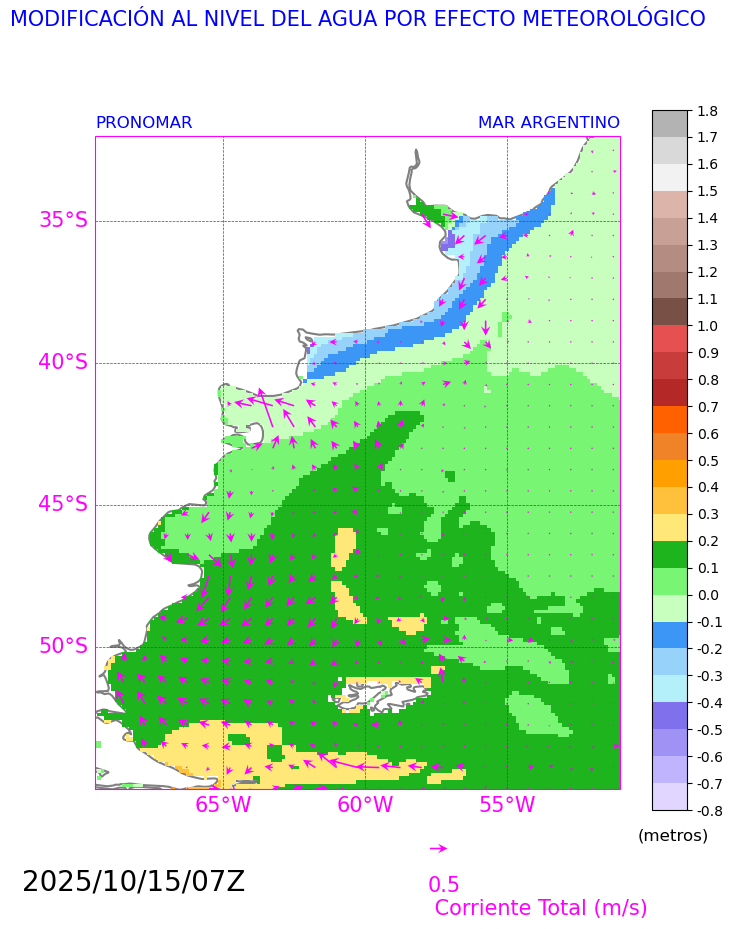 MODIFICACIÓN AL NIVEL DEL AGUA POR EFECTO METEOROLÓGICO
PRONOMAR
MAR ARGENTINO
35°S
40°S
45°S
50°S
65°W
60°W
55°W
1.8
1.7
1.6
1.5
1.4
1.3
1.2
1.1
1.0
0.9
0.8
0.7
0.6
0.5
0.4
0.3
0.2
0.1
0.0
-0.1
-0.2
-0.3
-0.4
-0.5
-0.6
-0.7
-0.8
(metros)
2025/10/15/07Z
0.5
Corriente Total (m/s)